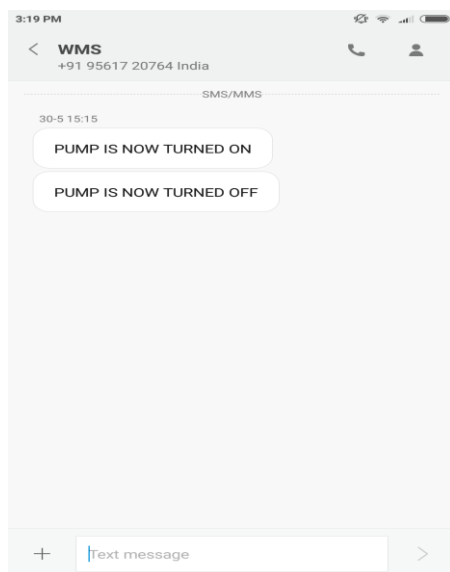 3:19 PM
WMS
+91 95617 20764 India
SMS/MMS
30-5 15:15
PUMP IS NOW TURNED ON
PUMP IS NOW TURNED OFF
Text message